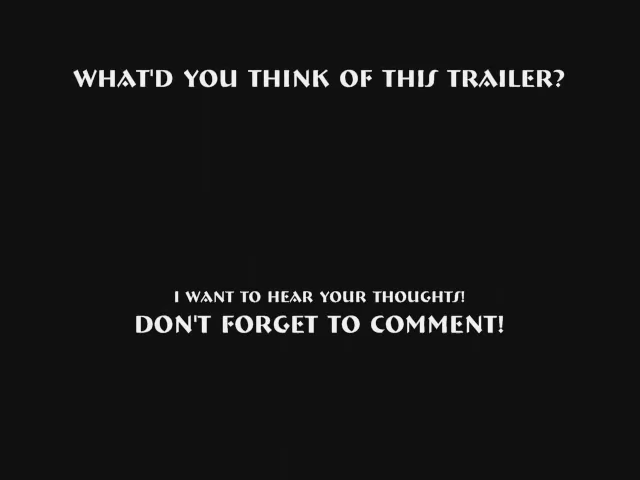 WHAT'D YOU THINK OF THIS TRAILER?
I WANT TO HEAR YOUR THOUGHTS!
DON'T FORGET TO COMMENT!